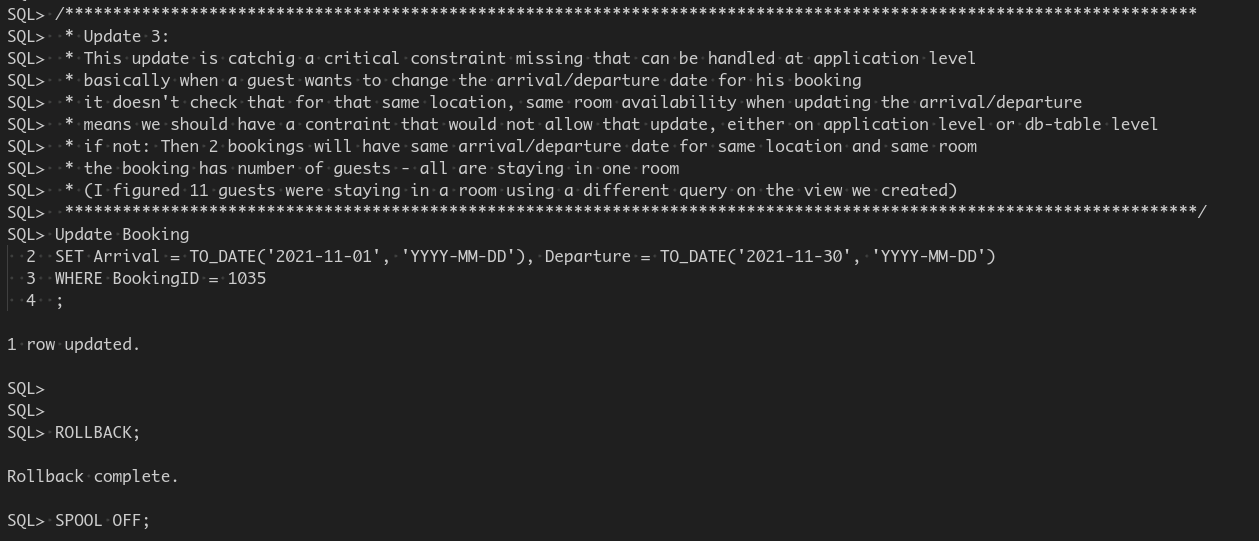 SQL> /**********************************************************************************************************************
SQL>  * Update 3:
SQL>  * This update is catchig a critical constraint missing that can be handled at application level
SQL>  * basically when a guest wants to change the arrival/departure date for his booking
SQL>  * it doesn't check that for that same location, same room availability when updating the arrival/departure
SQL>  * means we should have a contraint that would not allow that update, either on application level or db-table level
SQL>  * if not: Then 2 bookings will have same arrival/departure date for same location and same room
SQL>  * the booking has number of guests - all are staying in one room
SQL>  * (I figured 11 guests were staying in a room using a different query on the view we created)
SQL>  **********************************************************************************************************************/
SQL> Update Booking
  2  SET Arrival = TO_DATE('2021-11-01', 'YYYY-MM-DD'), Departure = TO_DATE('2021-11-30', 'YYYY-MM-DD')
  3  WHERE BookingID = 1035
  4  ;
1 row updated.
SQL>
SQL>
SQL> ROLLBACK;
Rollback complete.
SQL> SPOOL OFF;